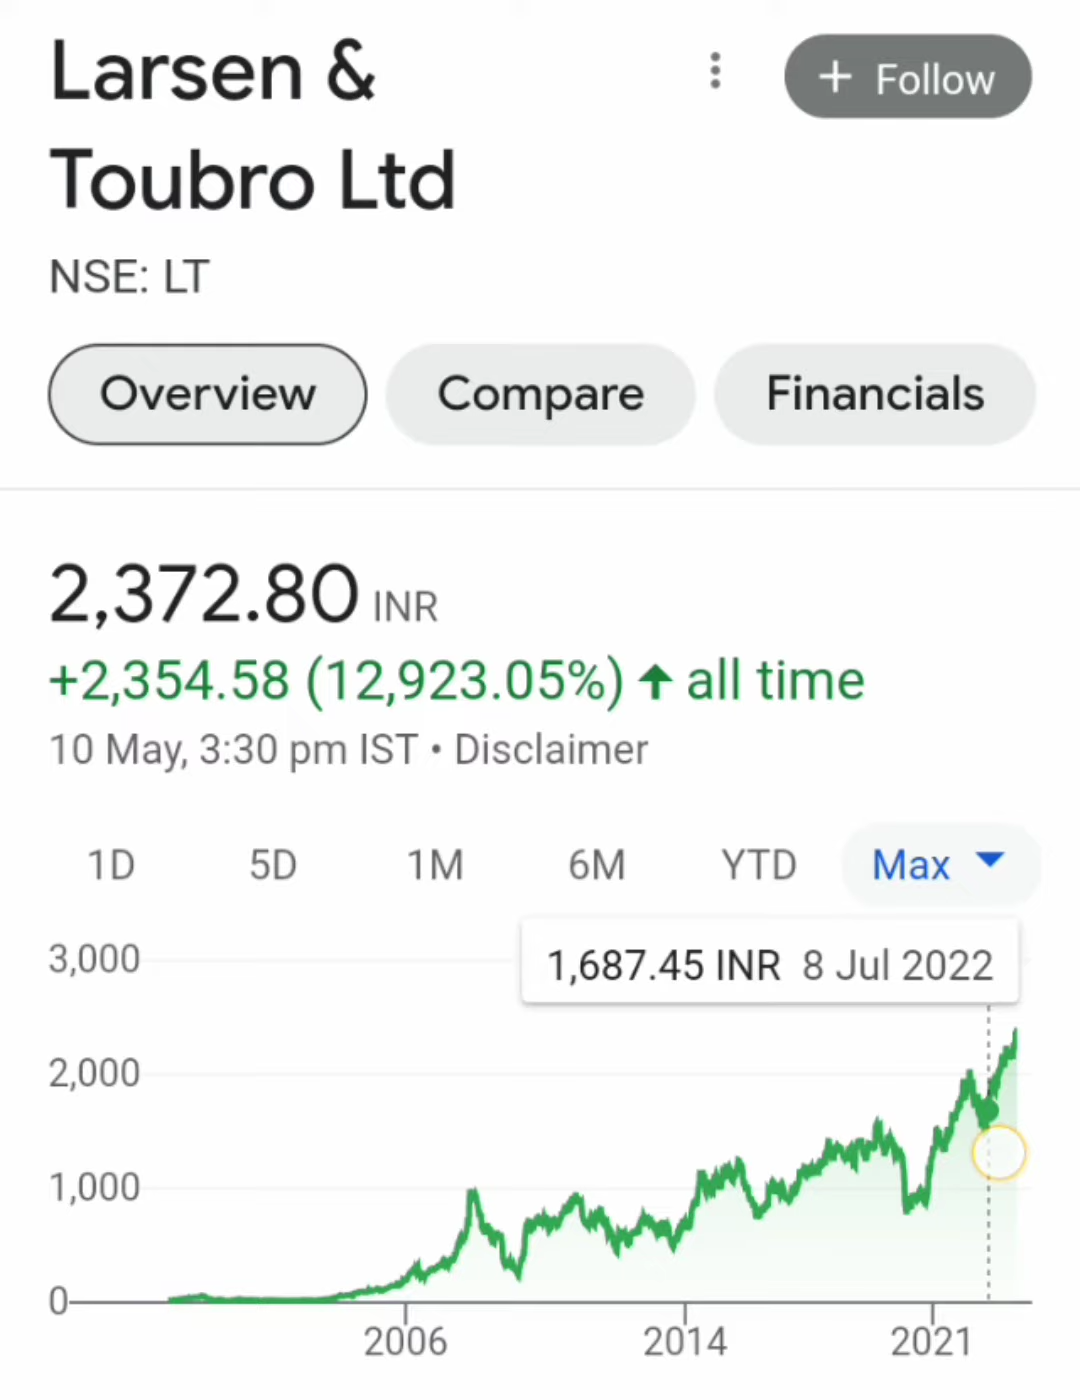 Larsen &
Toubro Ltd
+ Follow
NSE: LT
Overview Compare Financials
2,372.80 INR
+2,354.58 (12,923.05%) ↑ all time
10 May, 3:30 pm IST • Disclaimer
1D 5D 1M 6M YTD Max
1,687.45 INR 8 Jul 2022
3,000
2,000
1,000
0
2006 2014 2021